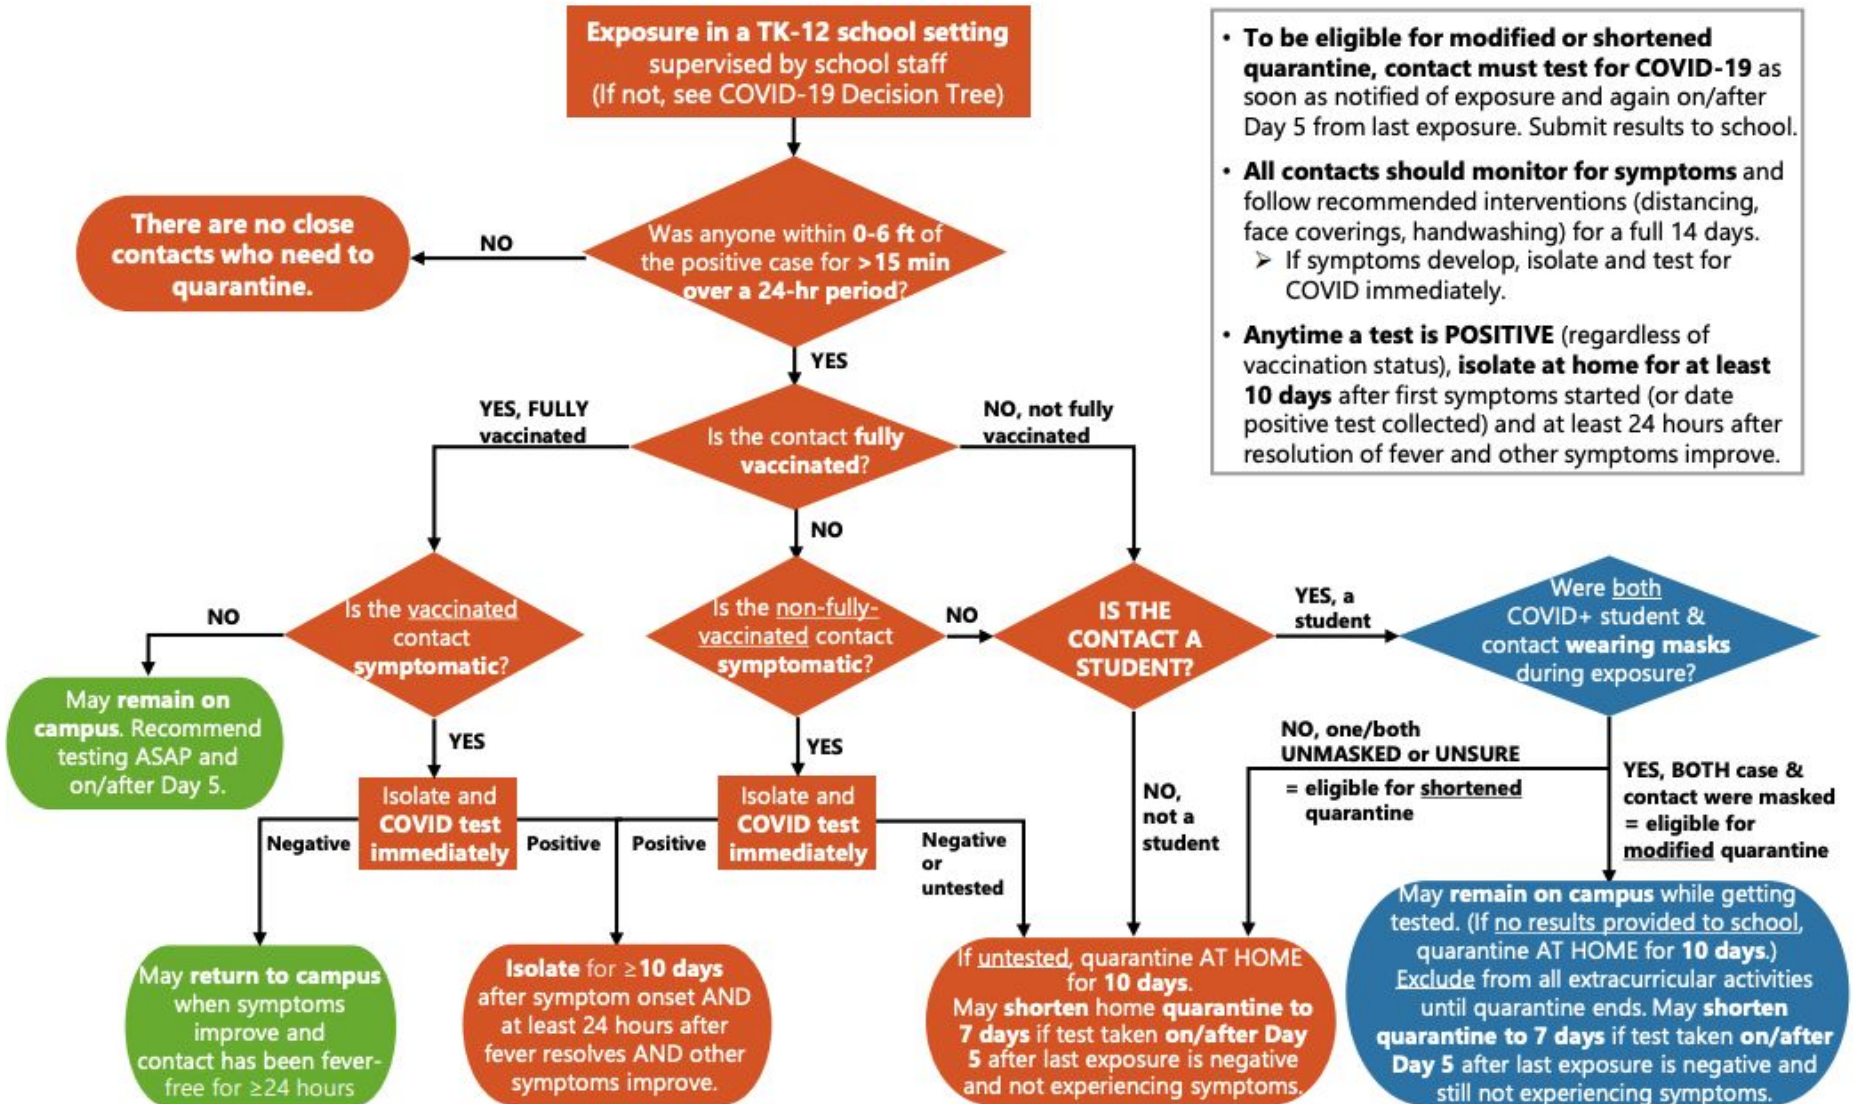 Exposure in a TK-12 school setting
supervised by school staff
(If not, see COVID-19 Decision Tree)
• To be eligible for modified or shortened
quarantine, contact must test for COVID-19 as
soon as notified of exposure and again on/after
Day 5 from last exposure. Submit results to school.
• All contacts should monitor for symptoms and
follow recommended interventions (distancing,
face coverings, handwashing) for a full 14 days.
➢ If symptoms develop, isolate and test for
COVID immediately.
• Anytime a test is POSITIVE (regardless of
vaccination status), isolate at home for at least
10 days after first symptoms started (or date
positive test collected) and at least 24 hours after
resolution of fever and other symptoms improve.
Was anyone within 0-6 ft of
the positive case for >15 min
over a 24-hr period?
NO
There are no close
contacts who need to
quarantine.
YES
Is the contact fully
vaccinated?
YES, FULLY
vaccinated
NO, not fully
vaccinated
NO
Is the vaccinated
contact
symptomatic?
NO
May remain on
campus. Recommend
testing ASAP and
on/after Day 5.
YES
Isolate and
COVID test
immediately
Negative
Positive
Is the non-fully-
vaccinated contact
symptomatic?
NO
YES
Isolate and
COVID test
immediately
Positive
Negative
or
untested
IS THE
CONTACT A
STUDENT?
YES, a
student
NO,
not a
student
Were both
COVID+ student &
contact wearing masks
during exposure?
NO, one/both
UNMASKED or UNSURE
= eligible for shortened
quarantine
YES, BOTH case &
contact were masked
= eligible for
modified quarantine
May return to campus
when symptoms
improve and
contact has been fever-
free for ≥24 hours
Isolate for ≥10 days
after symptom onset AND
at least 24 hours after
fever resolves AND other
symptoms improve.
If untested, quarantine AT HOME
for 10 days.
May shorten home quarantine to
7 days if test taken on/after Day
5 after last exposure is negative
and not experiencing symptoms.
May remain on campus while getting
tested. (If no results provided to school,
quarantine AT HOME for 10 days.)
Exclude from all extracurricular activities
until quarantine ends. May shorten
quarantine to 7 days if test taken on/after
Day 5 after last exposure is negative and
still not experiencing symptoms.